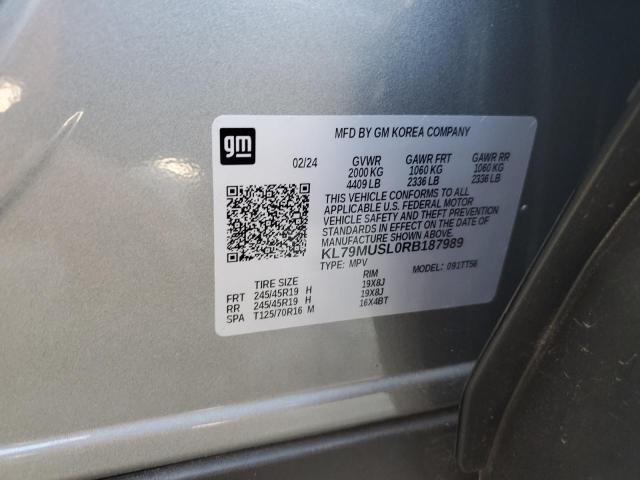 gm
MFD BY GM KOREA COMPANY
02/24 GVWR GAWR FRT GAWR RR
2000 KG 1060 KG 1060 KG
4409 LB 2336 LB 2336 LB
THIS VEHICLE CONFORMS TO ALL
APPLICABLE U.S. FEDERAL MOTOR
VEHICLE SAFETY AND THEFT PREVENTION
STANDARDS IN EFFECT ON THE DATE OF
MANUFACTURE SHOWN ABOVE.
KL79MUSL0RB187989
TYPE: MPV MODEL: 091TT56
TIRE SIZE RIM
FRT 245/45R19 H 19X8J
RR 245/45R19 H 19X8J
SPA T125/70R16 M 16X4BT